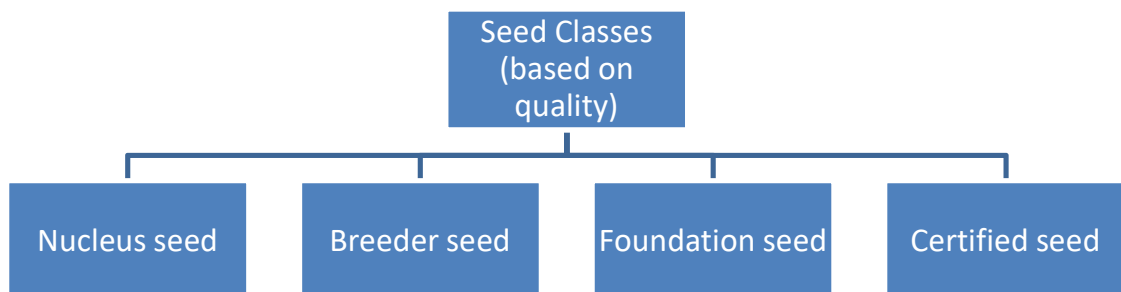 Seed Classes
(based on
quality)
Nucleus seed
Breeder seed
Foundation seed
Certified seed